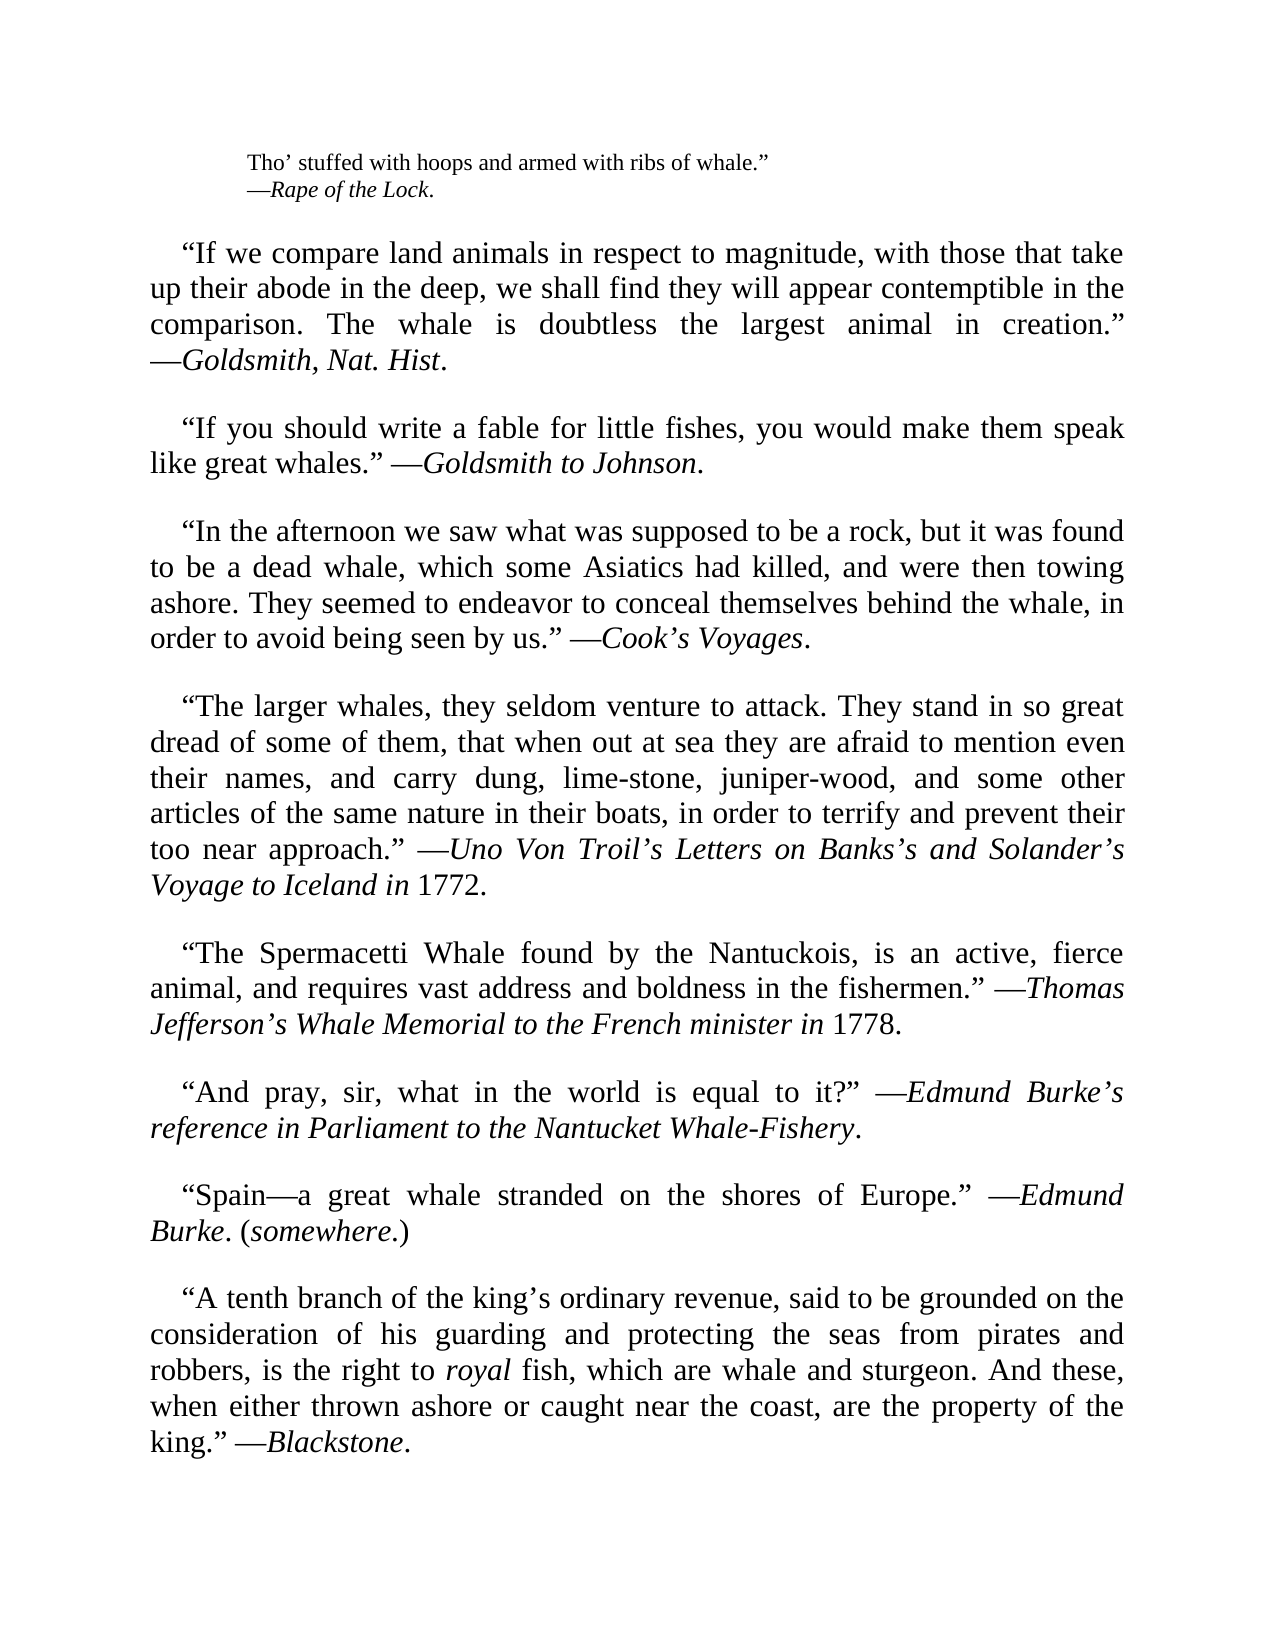 Tho’ stuffed with hoops and armed with ribs of whale.”
—Rape of the Lock.
“If we compare land animals in respect to magnitude, with those that take
up their abode in the deep, we shall find they will appear contemptible in the
comparison. The whale is doubtless the largest animal in creation.”
—Goldsmith, Nat. Hist.
“If you should write a fable for little fishes, you would make them speak
like great whales.” —Goldsmith to Johnson.
“In the afternoon we saw what was supposed to be a rock, but it was found
to be a dead whale, which some Asiatics had killed, and were then towing
ashore. They seemed to endeavor to conceal themselves behind the whale, in
order to avoid being seen by us.” —Cook’s Voyages.
“The larger whales, they seldom venture to attack. They stand in so great
dread of some of them, that when out at sea they are afraid to mention even
their names, and carry dung, lime-stone, juniper-wood, and some other
articles of the same nature in their boats, in order to terrify and prevent their
too near approach.” —Uno Von Troil’s Letters on Banks’s and Solander’s
Voyage to Iceland in 1772.
“The Spermacetti Whale found by the Nantuckois, is an active, fierce
animal, and requires vast address and boldness in the fishermen.” —Thomas
Jefferson’s Whale Memorial to the French minister in 1778.
“And pray, sir, what in the world is equal to it?” —Edmund Burke’s
reference in Parliament to the Nantucket Whale-Fishery.
“Spain—a great whale stranded on the shores of Europe.” —Edmund
Burke. (somewhere.)
“A tenth branch of the king’s ordinary revenue, said to be grounded on the
consideration of his guarding and protecting the seas from pirates and
robbers, is the right to royal fish, which are whale and sturgeon. And these,
when either thrown ashore or caught near the coast, are the property of the
king.” —Blackstone.